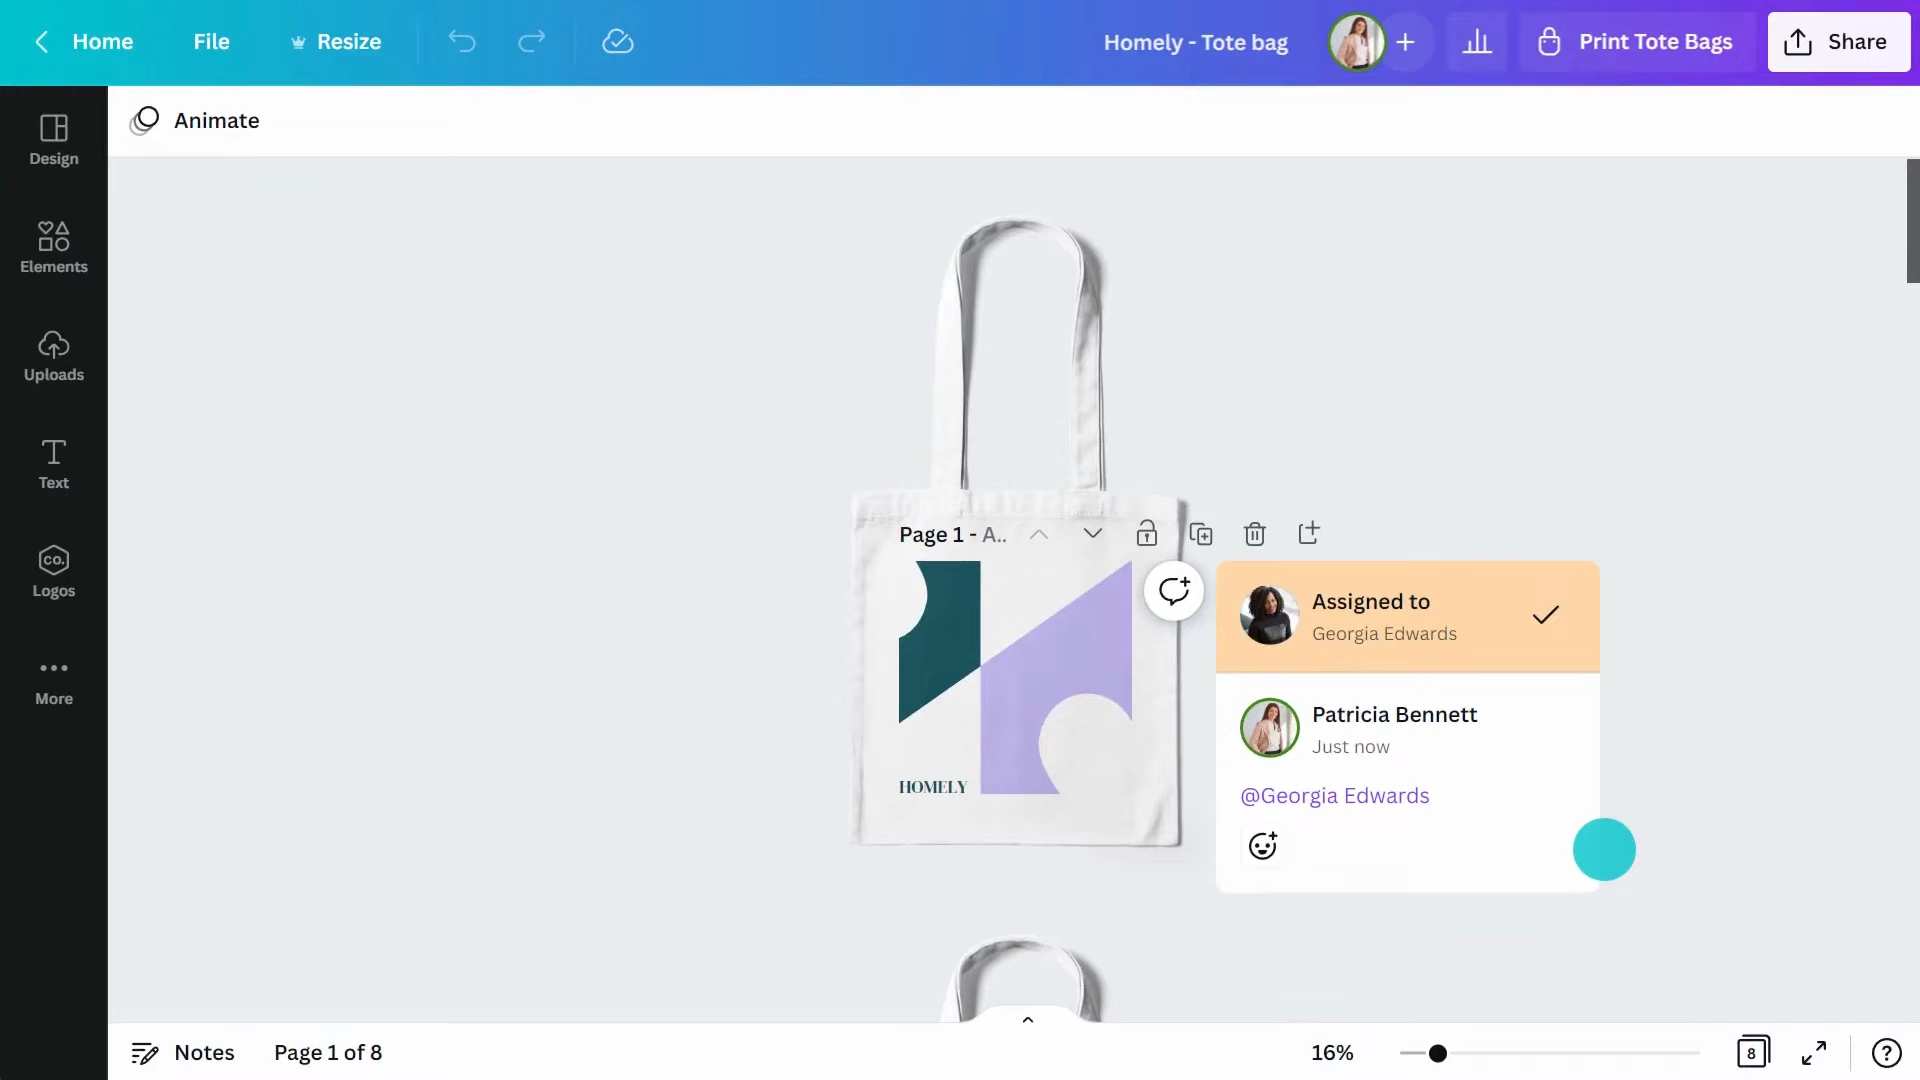 Home
File
Resize
Homely - Tote bag
Print Tote Bags
Share
Animate
Design
Elements
Uploads
Text
CO.
Logos
More
Page 1 - A..
HOMELY
Assigned to
Georgia Edwards
Patricia Bennett
Just now
@Georgia Edwards
Notes
Page 1 of 8
16%
8
?